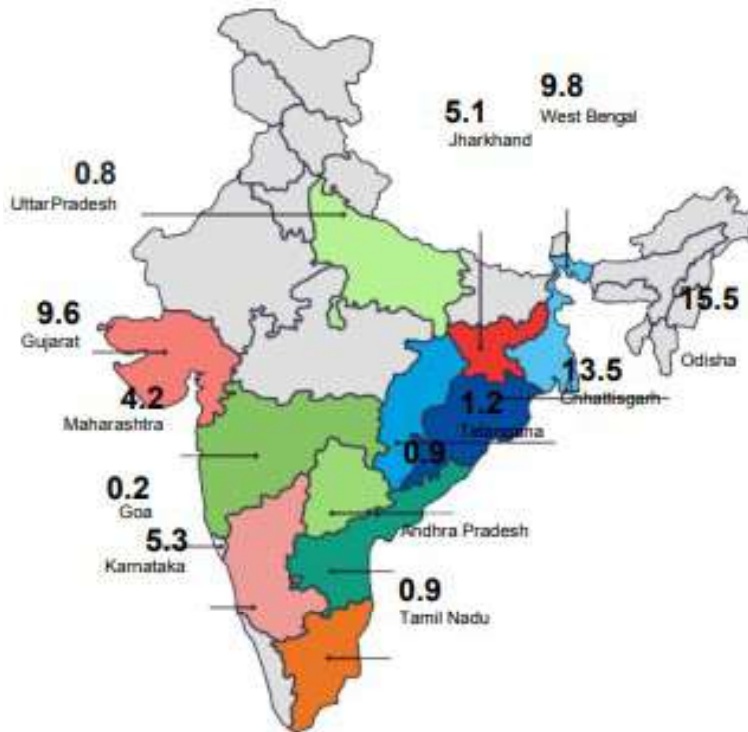 9.8
West Bengal
5.1
Jharkhand
0.8
UttarPradesh
15.5
Odisha
9.6
Gujarat
13.5
Chhattisgarh
4.2
Maharashtra
1.2
Telangana
0.9
Andhra Pradesh
0.2
Goa
5.3
Karnataka
0.9
Tamil Nadu